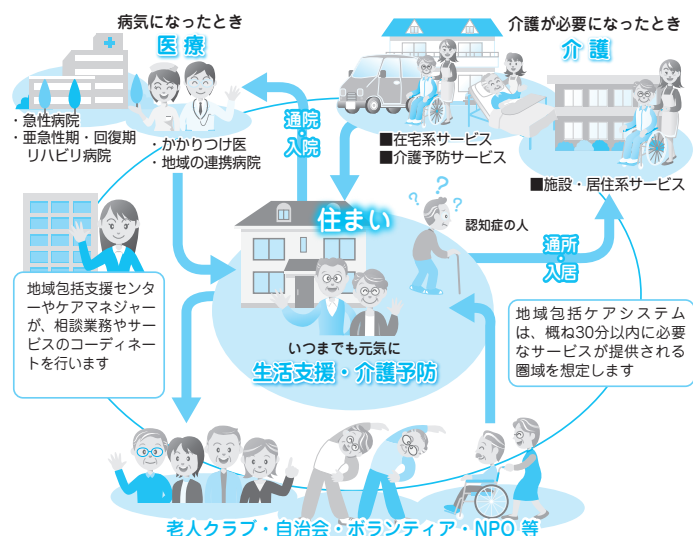 病気になったとき
医療
・急性病院
・亜急性期・回復期
リハビリ病院
・かかりつけ医
・地域の連携病院
通院
・
入院
介護が必要になったとき
介護
■在宅系サービス
■介護予防サービス
■施設・居住系サービス
住まい
? ? ?
認知症の人
通所
・
入居
地域包括支援センタ
ーやケアマネジャー
が、相談業務やサー
ビスのコーディネー
トを行います
いつまでも元気に
生活支援・介護予防
地域包括ケアシステム
は、概ね30分以内に必要
なサービスが提供される
圏域を想定します
老人クラブ・自治会・ボランティア・NPO 等